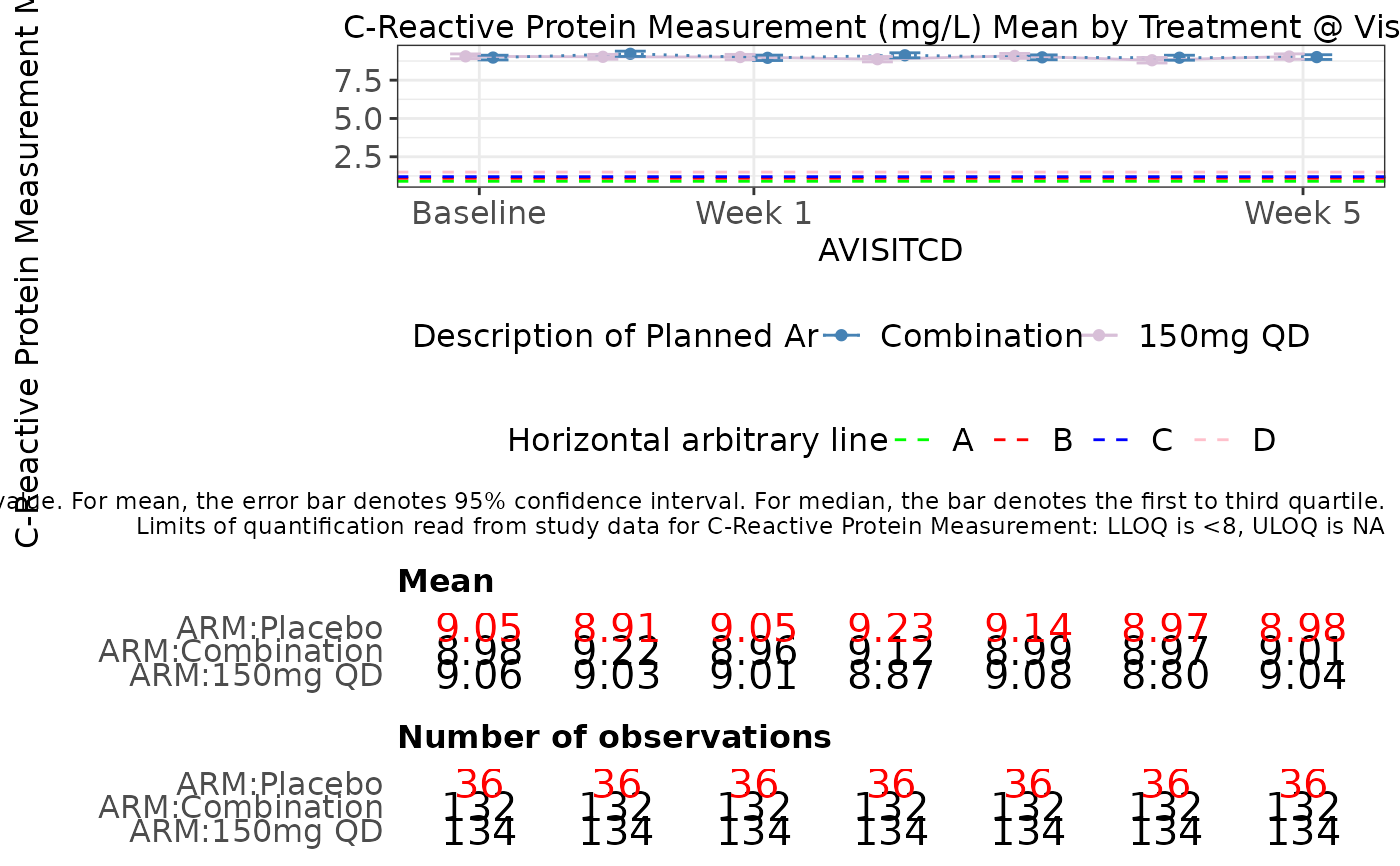 C-Reactive Protein Measurement (mg/L) Mean by Treatment @ Vis
C-Reactive Protein Measurement M
7.5
5.0
2.5
Baseline Week 1 Week 5
AVISITCD
Description of Planned Ar Combination 150mg QD
Horizontal arbitrary line A B C D
value. For mean, the error bar denotes 95% confidence interval. For median, the bar denotes the first to third quartile.
Limits of quantification read from study data for C-Reactive Protein Measurement: LLOQ is <8, ULOQ is NA
Mean
ARM:Placebo 9.05 8.91 9.05 9.23 9.14 8.97 8.98
ARM:Combination 8.98 9.22 8.96 9.12 8.99 8.97 9.01
ARM:150mg QD 9.06 9.03 9.01 8.87 9.08 8.80 9.04
Number of observations
ARM:Placebo 36 36 36 36 36 36 36
ARM:Combination 132 132 132 132 132 132 132
ARM:150mg QD 134 134 134 134 134 134 134